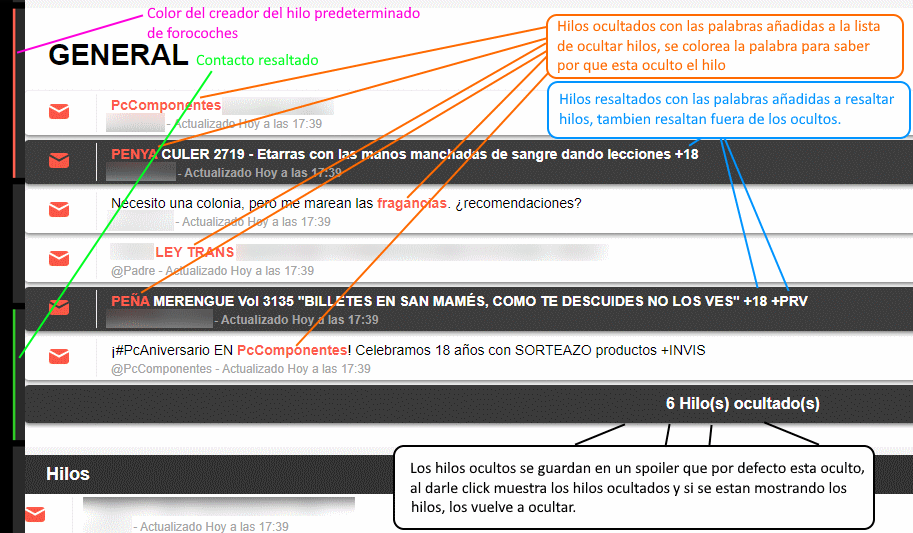 Color del creador del hilo predeterminado
de forocoches
GENERAL
Contacto resaltado
Hilos ocultados con las palabras añadidas a la lista
de ocultar hilos, se colorea la palabra para saber
por que esta oculto el hilo
Hilos resaltados con las palabras añadidas a resaltar
hilos, tambien resaltan fuera de los ocultos.
PcComponentes
- Actualizado Hoy a las 17:39
PENYA CULER 2719 - Etarras con las manos manchadas de sangre dando lecciones +18
- Actualizado Hoy a las 17:39
Necesito una colonia, pero me marean las fragancias. ¿recomendaciones?
- Actualizado Hoy a las 17:39
LEY TRANS
@Padre - Actualizado Hoy a las 17:39
PEÑA MERENGUE Vol 3135 "BILLETES EN SAN MAMÉS, COMO TE DESCUIDES NO LOS VES" +18 +PRV
- Actualizado Hoy a las 17:39
¡#PcAniversario EN PcComponentes! Celebramos 18 años con SORTEAZO productos +INVIS
@PcComponentes - Actualizado Hoy a las 17:39
6 Hilo(s) ocultado(s)
Los hilos ocultos se guardan en un spoiler que por defecto esta oculto,
al darle click muestra los hilos ocultados y si se estan mostrando los
hilos, los vuelve a ocultar.
Hilos
- Actualizado Hoy a las 17:39